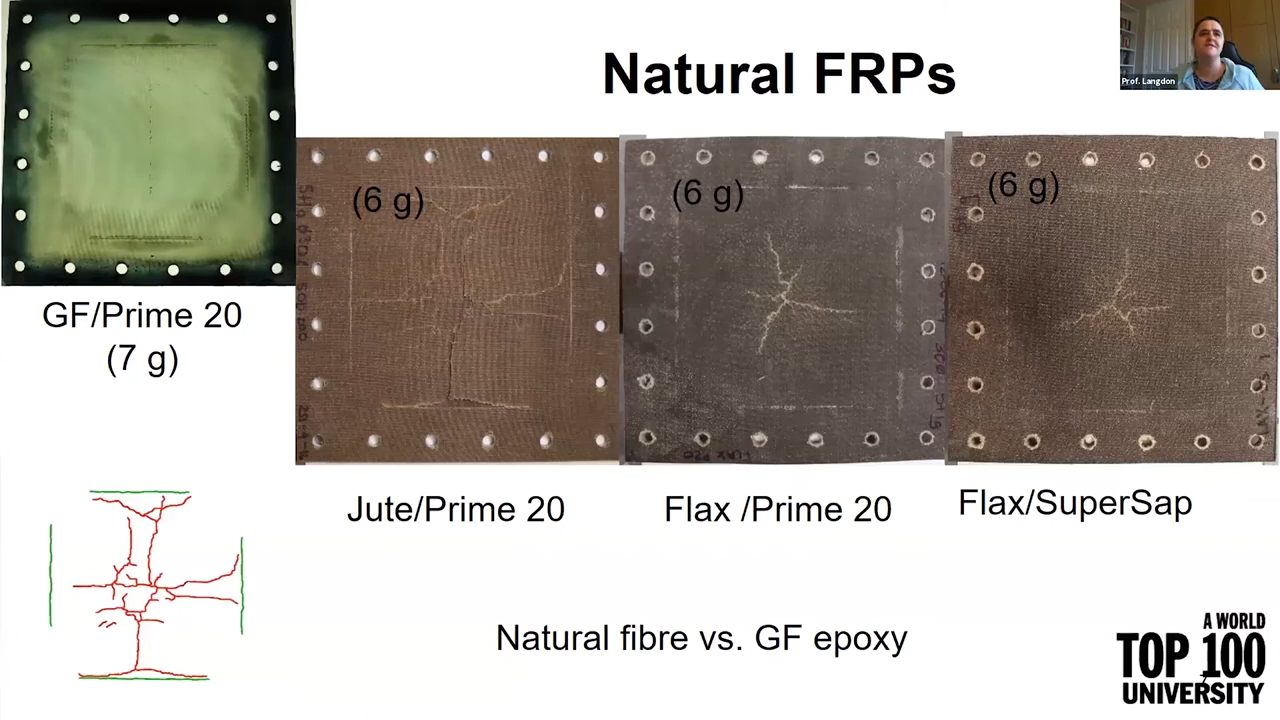 Natural FRPs
Prof. Langdon
(6 g)
(6 g)
(6 g)
GF/Prime 20
(7 g)
Jute/Prime 20
Flax /Prime 20
Flax/SuperSap
Natural fibre vs. GF epoxy
A WORLD
TOP 100
UNIVERSITY